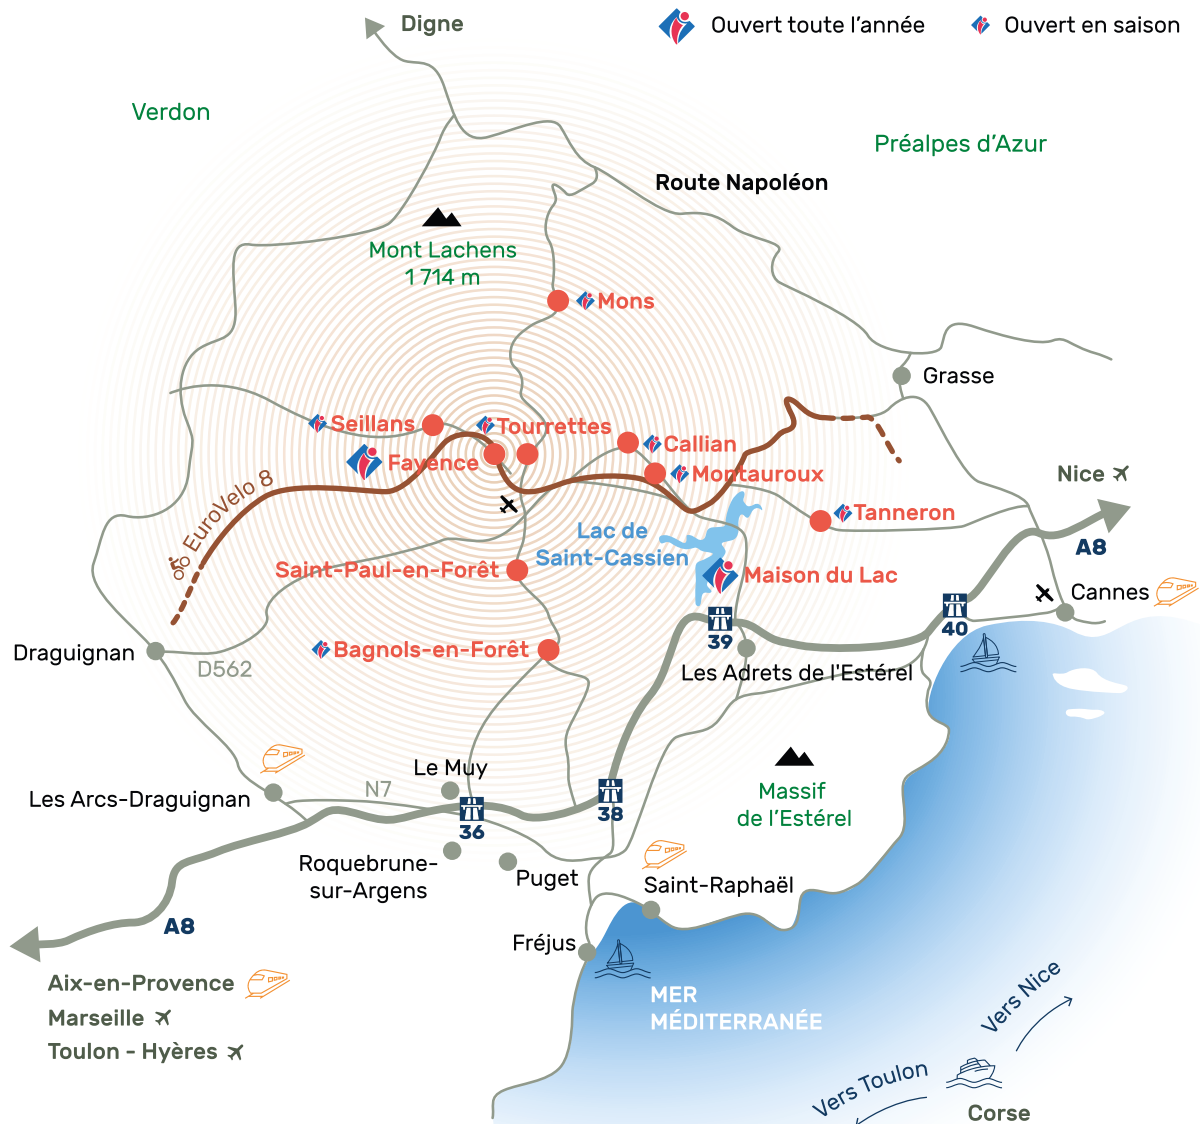 Digne
Ouvert toute l'année
Ouvert en saison
Verdon
Préalpes d'Azur
Route Napoléon
Mont Lachens
1 714 m
Mons
Grasse
Seillans
Tourrettes
Callian
Fayence
Montauroux
Nice
EuroVelo 8
Tanneron
Lac de
Saint-Cassien
A8
Saint-Paul-en-Forêt
Maison du Lac
Cannes
39
40
Draguignan
D562
Bagnols-en-Forêt
Les Adrets de l'Estérel
Le Muy
N7
Les Arcs-Draguignan
Massif
de l'Estérel
36
38
Roquebrune-
sur-Argens
Puget
Saint-Raphaël
A8
Fréjus
Aix-en-Provence
Marseille
Toulon - Hyères
MER
MÉDITERRANÉE
Vers Nice
Vers Toulon
Corse